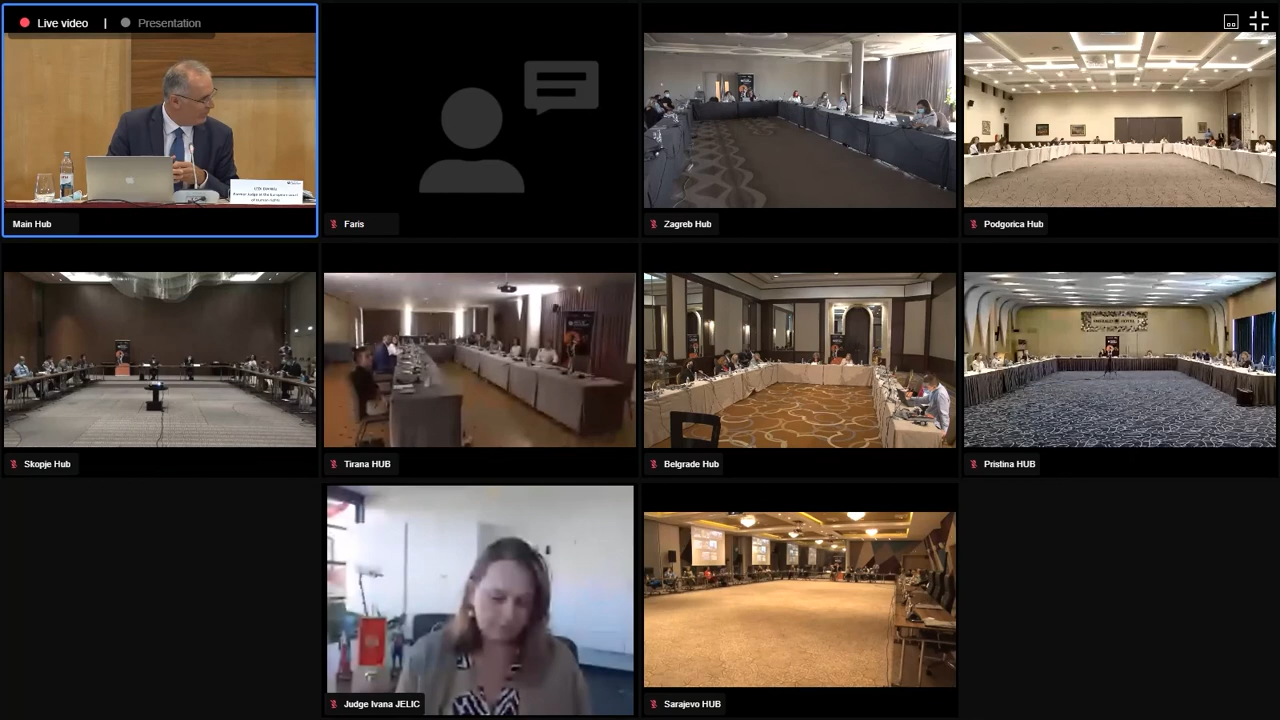 Live video | Presentation
Main Hub
Faris
Zagreb Hub
Podgorica Hub
Skopje Hub
Tirana HUB
Belgrade Hub
Pristina HUB
Judge Ivana JELIC
Sarajevo HUB